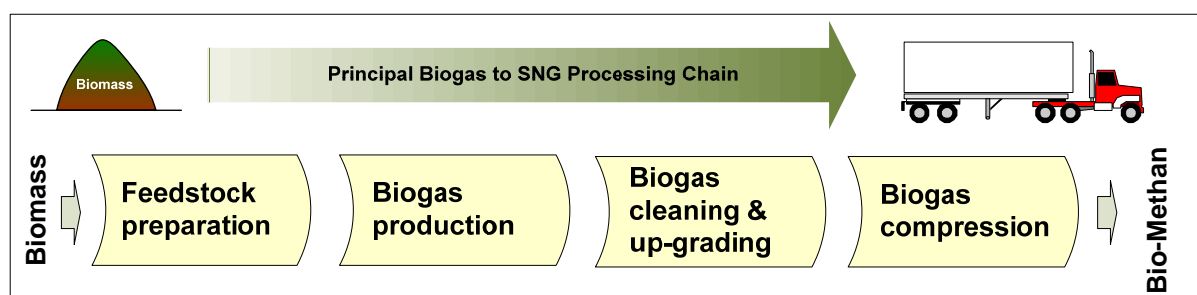 Biomass
Principal Biogas to SNG Processing Chain
Biomass
Feedstock
preparation
Biogas
production
Biogas
cleaning &
up-grading
Biogas
compression
Bio-Methan